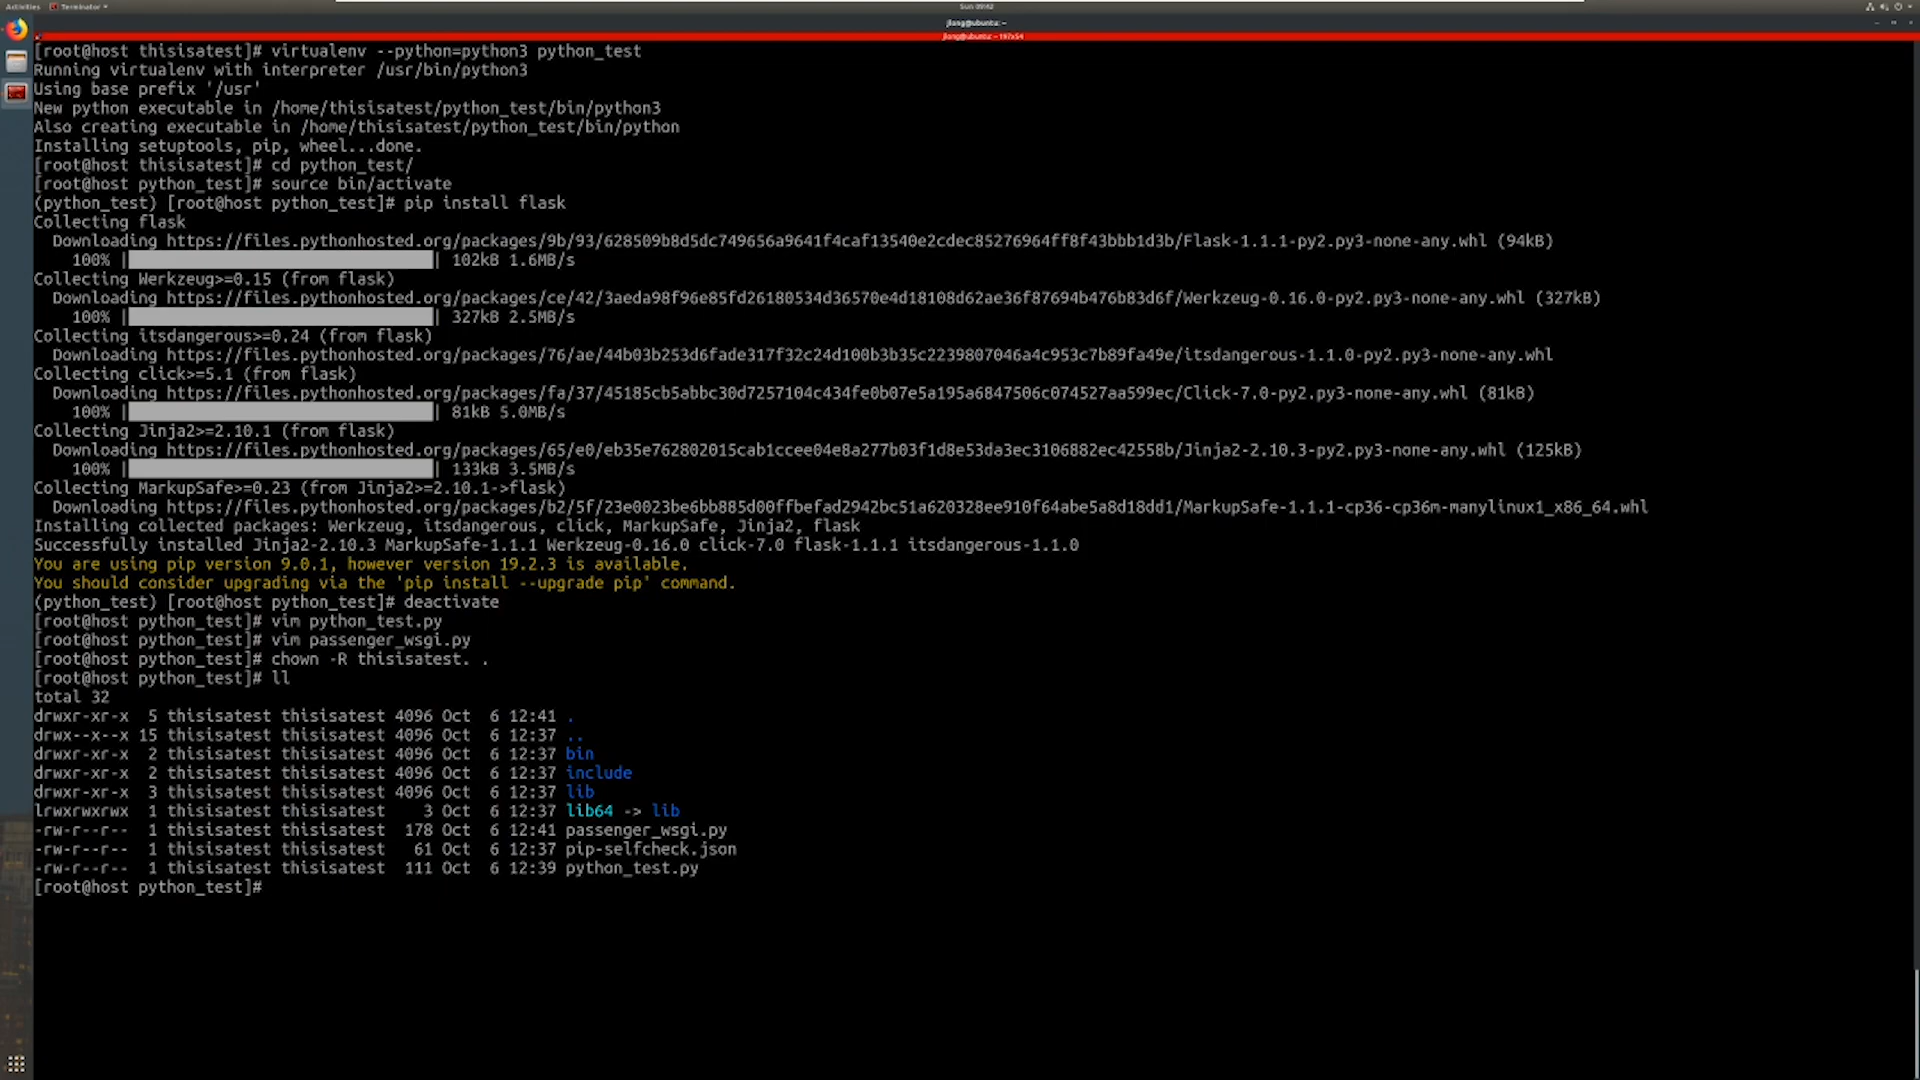 Activities Terminator
Sun 09:42
jlong@ubuntu: ~
jlong@ubuntu: ~ 197x54
[root@host thisisatest]# virtualenv --python=python3 python_test
Running virtualenv with interpreter /usr/bin/python3
Using base prefix '/usr'
New python executable in /home/thisisatest/python_test/bin/python3
Also creating executable in /home/thisisatest/python_test/bin/python
Installing setuptools, pip, wheel...done.
[root@host thisisatest]# cd python_test/
[root@host python_test]# source bin/activate
(python_test) [root@host python_test]# pip install flask
Collecting flask
  Downloading https://files.pythonhosted.org/packages/9b/93/628509b8d5dc749656a9641f4caf13540e2cdec85276964ff8f43bbb1d3b/Flask-1.1.1-py2.py3-none-any.whl (94kB)
    100% |████████████████████████████████| 102kB 1.6MB/s
Collecting Werkzeug>=0.15 (from flask)
  Downloading https://files.pythonhosted.org/packages/ce/42/3aeda98f96e85fd26180534d36570e4d18108d62ae36f87694b476b83d6f/Werkzeug-0.16.0-py2.py3-none-any.whl (327kB)
    100% |████████████████████████████████| 327kB 2.5MB/s
Collecting itsdangerous>=0.24 (from flask)
  Downloading https://files.pythonhosted.org/packages/76/ae/44b03b253d6fade317f32c24d100b3b35c2239807046a4c953c7b89fa49e/itsdangerous-1.1.0-py2.py3-none-any.whl
Collecting click>=5.1 (from flask)
  Downloading https://files.pythonhosted.org/packages/fa/37/45185cb5abbc30d7257104c434fe0b07e5a195a6847506c074527aa599ec/Click-7.0-py2.py3-none-any.whl (81kB)
    100% |████████████████████████████████| 81kB 5.0MB/s
Collecting Jinja2>=2.10.1 (from flask)
  Downloading https://files.pythonhosted.org/packages/65/e0/eb35e762802015cab1ccee04e8a277b03f1d8e53da3ec3106882ec42558b/Jinja2-2.10.3-py2.py3-none-any.whl (125kB)
    100% |████████████████████████████████| 133kB 3.5MB/s
Collecting MarkupSafe>=0.23 (from Jinja2>=2.10.1->flask)
  Downloading https://files.pythonhosted.org/packages/b2/5f/23e0023be6bb885d00ffbefad2942bc51a620328ee910f64abe5a8d18dd1/MarkupSafe-1.1.1-cp36-cp36m-manylinux1_x86_64.whl
Installing collected packages: Werkzeug, itsdangerous, click, MarkupSafe, Jinja2, flask
Successfully installed Jinja2-2.10.3 MarkupSafe-1.1.1 Werkzeug-0.16.0 click-7.0 flask-1.1.1 itsdangerous-1.1.0
You are using pip version 9.0.1, however version 19.2.3 is available.
You should consider upgrading via the 'pip install --upgrade pip' command.
(python_test) [root@host python_test]# deactivate
[root@host python_test]# vim python_test.py
[root@host python_test]# vim passenger_wsgi.py
[root@host python_test]# chown -R thisisatest. .
[root@host python_test]# ll
total 32
drwxr-xr-x  5 thisisatest thisisatest 4096 Oct  6 12:41 .
drwx--x--x 15 thisisatest thisisatest 4096 Oct  6 12:37 ..
drwxr-xr-x  2 thisisatest thisisatest 4096 Oct  6 12:37 bin
drwxr-xr-x  2 thisisatest thisisatest 4096 Oct  6 12:37 include
drwxr-xr-x  3 thisisatest thisisatest 4096 Oct  6 12:37 lib
lrwxrwxrwx  1 thisisatest thisisatest    3 Oct  6 12:37 lib64 -> lib
-rw-r--r--  1 thisisatest thisisatest  178 Oct  6 12:41 passenger_wsgi.py
-rw-r--r--  1 thisisatest thisisatest   61 Oct  6 12:37 pip-selfcheck.json
-rw-r--r--  1 thisisatest thisisatest  111 Oct  6 12:39 python_test.py
[root@host python_test]#